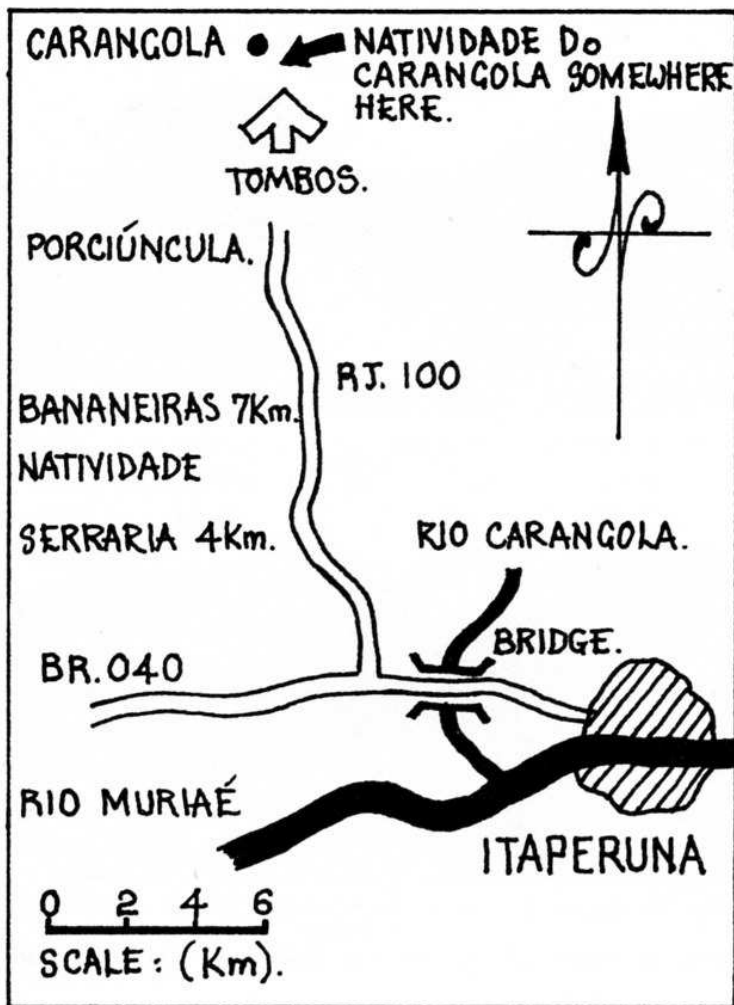 CARANGOLA
NATIVIDADE DO
CARANGOLA SOMEWHERE
HERE.
TOMBOS.
PORCIÚNCULA.
RJ. 100
BANANEIRAS 7Km.
NATIVIDADE
SERRARIA 4Km.
RIO CARANGOLA.
BRIDGE.
BR. 040
RIO MURIAÉ
ITAPERUNA
0 2 4 6
SCALE: (Km).
N